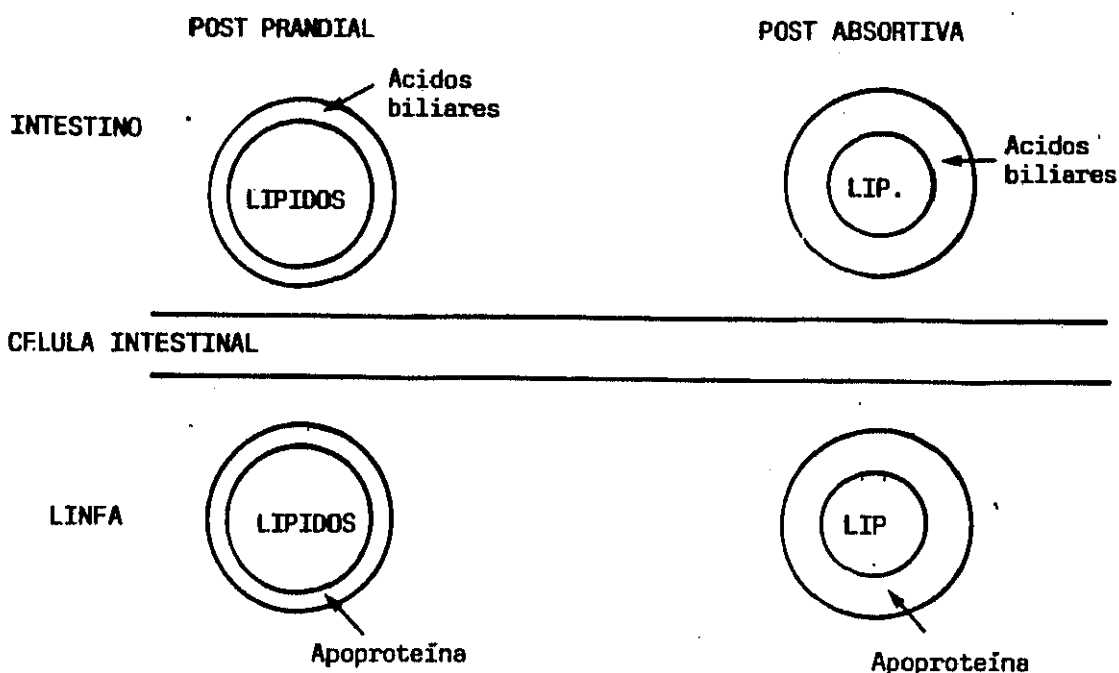 POST PRANDIAL
POST ABSORTIVA
INTESTINO
Acidos
biliares
LIPIDOS
LIP.
Acidos
biliares
CELULA INTESTINAL
LINFA
LIPIDOS
LIP
Apoproteína
Apoproteína